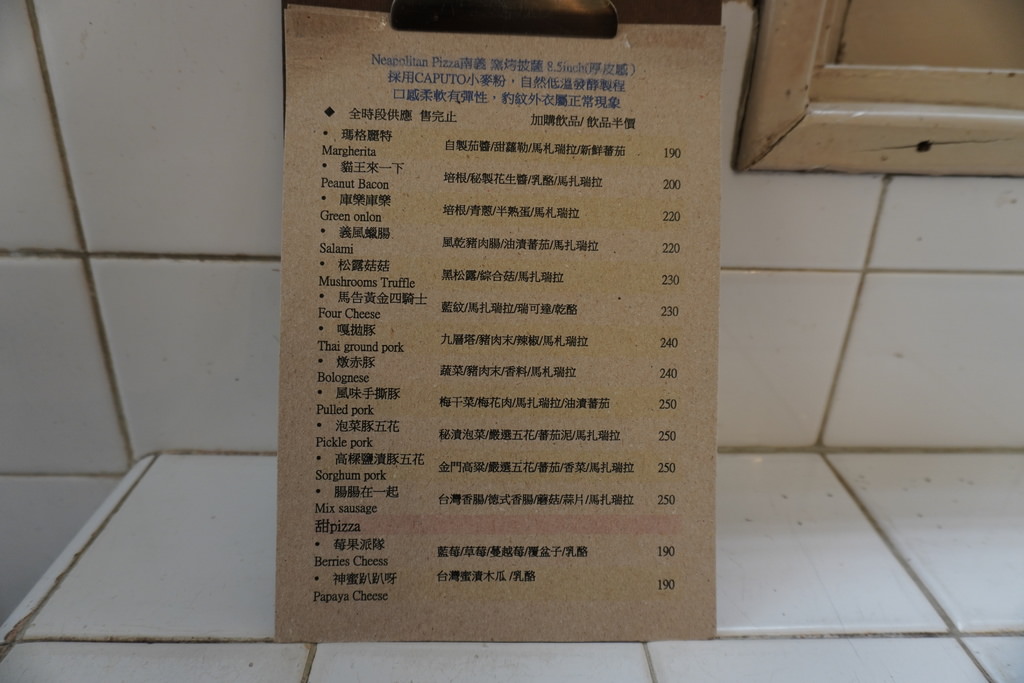 Neapolitan Pizza南義 窯烤披薩 8.5inch(厚皮感)
採用CAPUTO小麥粉，自然低溫發酵製程
口感柔軟有彈性，豹紋外衣屬正常現象
◆ 全時段供應 售完止 加購飲品/ 飲品半價
• 瑪格麗特
Margherita 自製茄醬/甜蘿勒/馬札瑞拉/新鮮蕃茄 190
• 貓王來一下
Peanut Bacon 培根/秘製花生醬/乳酪/馬扎瑞拉 200
• 庫樂庫樂
Green onlon 培根/青蔥/半熟蛋/馬札瑞拉 220
• 義風蠟腸
Salami 風乾豬肉腸/油漬蕃茄/馬扎瑞拉 220
• 松露菇菇
Mushrooms Truffle 黑松露/綜合菇/馬扎瑞拉 230
• 馬告黃金四騎士
Four Cheese 藍紋/馬扎瑞拉/瑞可達/乾酪 230
• 嘎拋豚
Thai ground pork 九層塔/豬肉末/辣椒/馬札瑞拉 240
• 燉赤豚
Bolognese 蔬菜/豬肉末/香料/馬札瑞拉 240
• 風味手撕豚
Pulled pork 梅干菜/梅花肉/馬扎瑞拉/油漬蕃茄 250
• 泡菜豚五花
Pickle pork 秘漬泡菜/嚴選五花/蕃茄泥/馬扎瑞拉 250
• 高樑鹽漬豚五花
Sorghum pork 金門高粱/嚴選五花/蕃茄/香菜/馬扎瑞拉 250
• 腸腸在一起
Mix sausage 台灣香腸/德式香腸/蘑菇/蒜片/馬扎瑞拉 250
甜pizza
• 莓果派隊
Berries Cheess 藍莓/草莓/蔓越莓/覆盆子/乳酪 190
• 神蜜趴趴呀
Papaya Cheese 台灣蜜漬木瓜 /乳酪 190